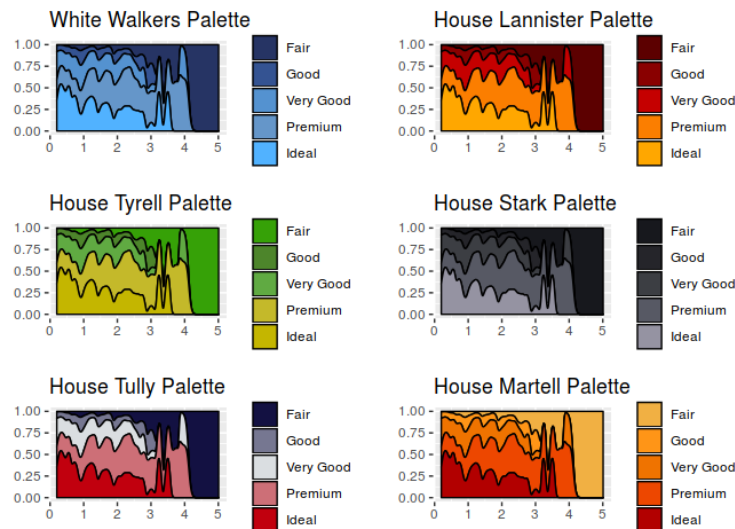 White Walkers Palette
1.00
0.75
0.50
0.25
0.00
0 1 2 3 4 5
Fair
Good
Very Good
Premium
Ideal
House Lannister Palette
1.00
0.75
0.50
0.25
0.00
0 1 2 3 4 5
Fair
Good
Very Good
Premium
Ideal
House Tyrell Palette
1.00
0.75
0.50
0.25
0.00
0 1 2 3 4 5
Fair
Good
Very Good
Premium
Ideal
House Stark Palette
1.00
0.75
0.50
0.25
0.00
0 1 2 3 4 5
Fair
Good
Very Good
Premium
Ideal
House Tully Palette
1.00
0.75
0.50
0.25
0.00
0 1 2 3 4 5
Fair
Good
Very Good
Premium
Ideal
House Martell Palette
1.00
0.75
0.50
0.25
0.00
0 1 2 3 4 5
Fair
Good
Very Good
Premium
Ideal